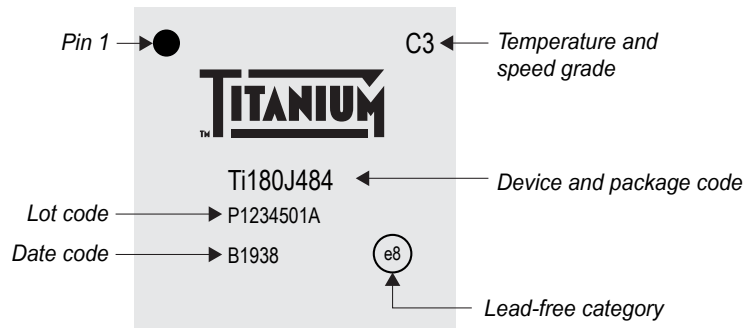 Pin 1
C3
Temperature and
speed grade
TITANIUM
TM
Ti180J484
Device and package code
Lot code
P1234501A
Date code
B1938
e8
Lead-free category